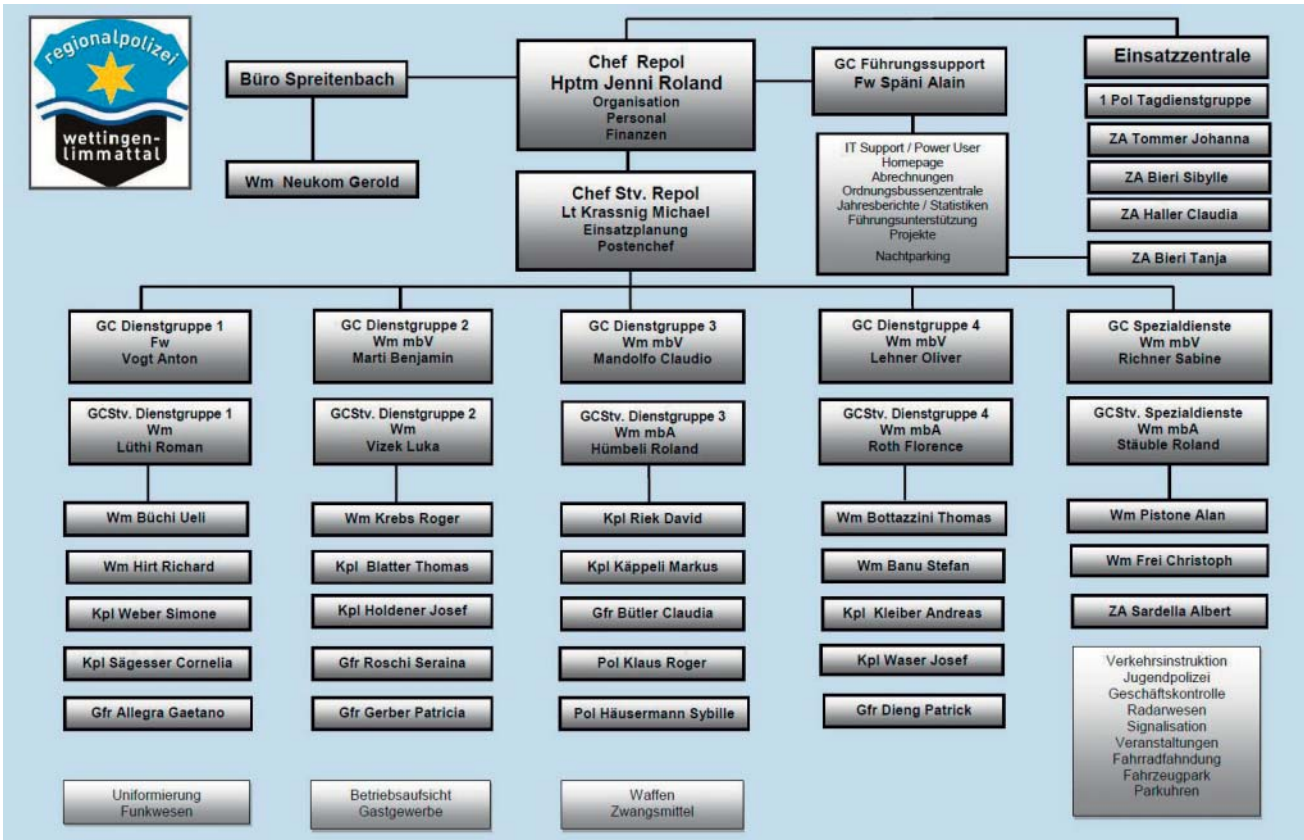 regionalpolizei
wettingen-
limmattal
Büro Spreitenbach
Wm Neukom Gerold
Chef Repol
Hptm Jenni Roland
Organisation
Personal
Finanzen
Chef Stv. Repol
Lt Krassnig Michael
Einsatzplanung
Postenchef
GC Führungssupport
Fw Späni Alain
IT Support / Power User
Homepage
Abrechnungen
Ordnungsbussenzentrale
Jahresberichte / Statistiken
Führungsunterstützung
Projekte
Nachtparking
Einsatzzentrale
1 Pol Tagdienstgruppe
ZA Tommer Johanna
ZA Bieri Sibylle
ZA Haller Claudia
ZA Bieri Tanja
GC Dienstgruppe 1
Fw
Vogt Anton
GCStv. Dienstgruppe 1
Wm
Lüthi Roman
Wm Büchi Ueli
Wm Hirt Richard
Kpl Weber Simone
Kpl Sägesser Cornelia
Gfr Allegra Gaetano
Uniformierung
Funkwesen
GC Dienstgruppe 2
Wm mbV
Marti Benjamin
GCStv. Dienstgruppe 2
Wm
Vizek Luka
Wm Krebs Roger
Kpl Blatter Thomas
Kpl Holdener Josef
Gfr Roschi Seraina
Gfr Gerber Patricia
Betriebsaufsicht
Gastgewerbe
GC Dienstgruppe 3
Wm mbV
Mandolfo Claudio
GCStv. Dienstgruppe 3
Wm mbA
Hümbeli Roland
Kpl Riek David
Kpl Käppeli Markus
Gfr Bütler Claudia
Pol Klaus Roger
Pol Häusermann Sybille
Waffen
Zwangsmittel
GC Dienstgruppe 4
Wm mbV
Lehner Oliver
GCStv. Dienstgruppe 4
Wm mbA
Roth Florence
Wm Bottazzini Thomas
Wm Banu Stefan
Kpl Kleiber Andreas
Kpl Waser Josef
Gfr Dieng Patrick
GC Spezialdienste
Wm mbV
Richner Sabine
GCStv. Spezialdienste
Wm mbA
Stäuble Roland
Wm Pistone Alan
Wm Frei Christoph
ZA Sardella Albert
Verkehrsinstruktion
Jugendpolizei
Geschäftskontrolle
Radarwesen
Signalisation
Veranstaltungen
Fahrradfahndung
Fahrzeugpark
Parkuhren